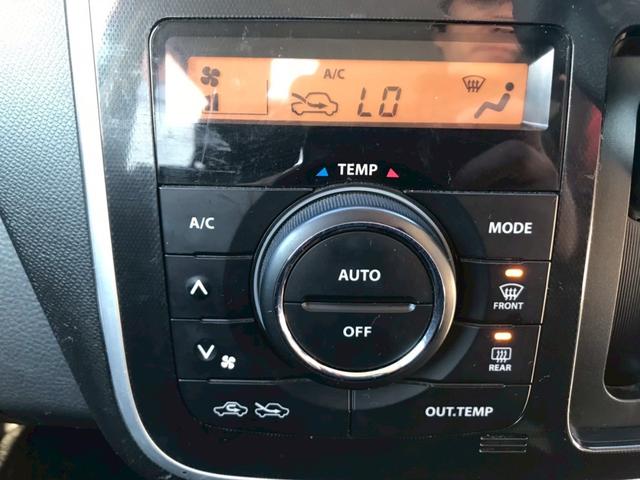 A/C
LO
TEMP
A/C
MODE
AUTO
FRONT
OFF
REAR
OUT.TEMP